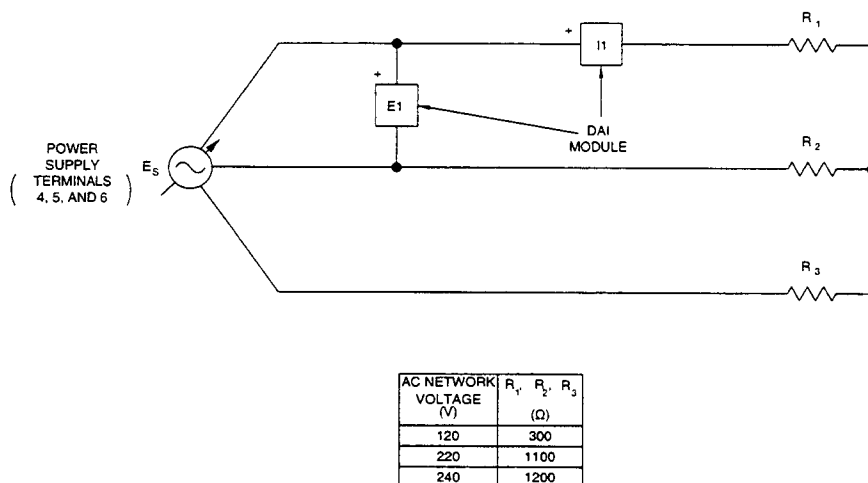 R1
+ I1
+
E1
DAI
MODULE
POWER
SUPPLY
TERMINALS
( 4, 5, AND 6 )
ES
R2
R3
AC NETWORK VOLTAGE (V) R1, R2, R3 (Ω)
120 300
220 1100
240 1200